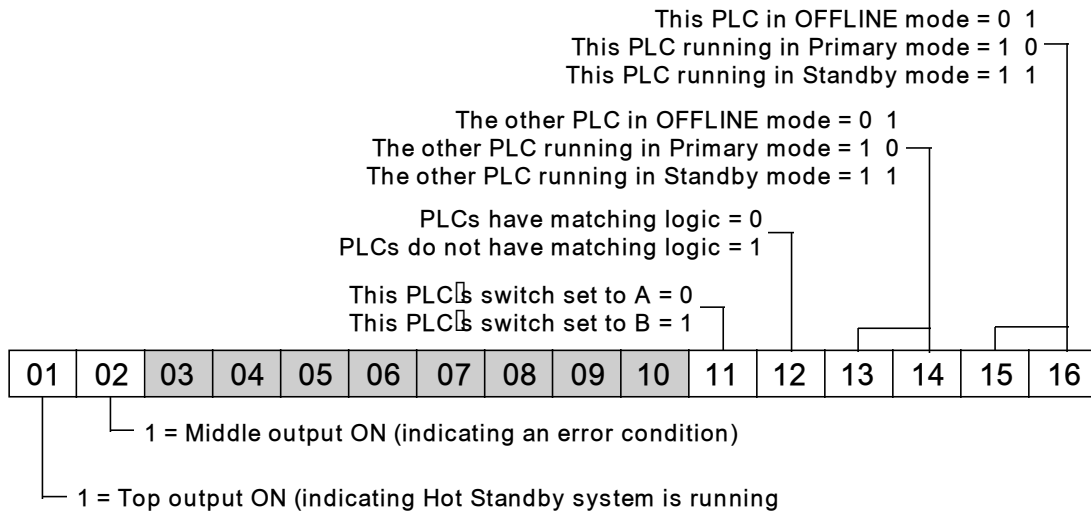 This PLC in OFFLINE mode = 0 1
This PLC running in Primary mode = 1 0
This PLC running in Standby mode = 1 1
The other PLC in OFFLINE mode = 0 1
The other PLC running in Primary mode = 1 0
The other PLC running in Standby mode = 1 1
PLCs have matching logic = 0
PLCs do not have matching logic = 1
This PLC▯s switch set to A = 0
This PLC▯s switch set to B = 1
01 02 03 04 05 06 07 08 09 10 11 12 13 14 15 16
1 = Middle output ON (indicating an error condition)
1 = Top output ON (indicating Hot Standby system is running